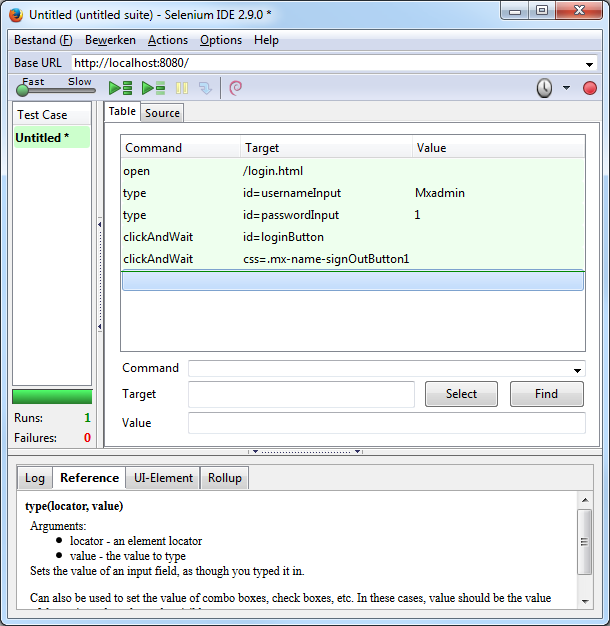 Untitled (untitled suite) - Selenium IDE 2.9.0 *
Bestand (F) Bewerken Actions Options Help
Base URL http://localhost:8080/
Fast Slow
Test Case
Untitled *
Table Source
Command Target Value
open /login.html
type id=usernameInput Mxadmin
type id=passwordInput 1
clickAndWait id=loginButton
clickAndWait css=.mx-name-signOutButton1
Command
Target Select Find
Value
Runs: 1
Failures: 0
Log Reference UI-Element Rollup
type(locator, value)
Arguments:
locator - an element locator
value - the value to type
Sets the value of an input field, as though you typed it in.
Can also be used to set the value of combo boxes, check boxes, etc. In these cases, value should be the value